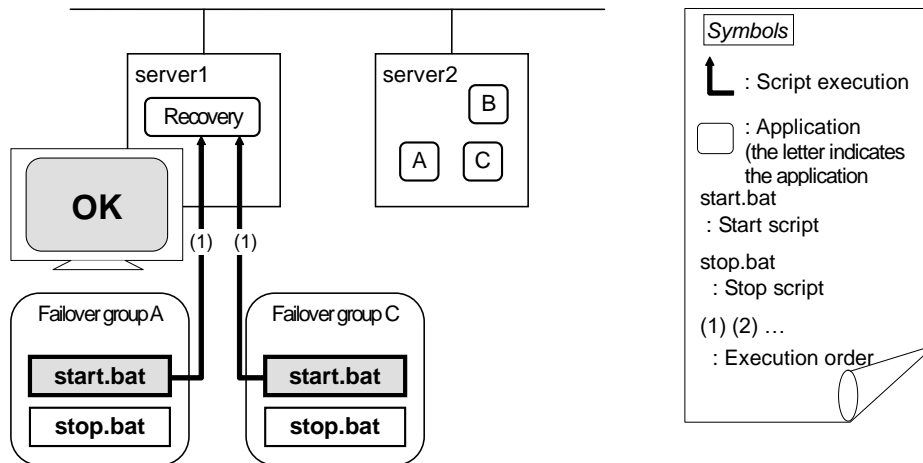 server1
Recovery
server2
B
A
C
OK
(1)
(1)
Failover group A
start.bat
stop.bat
Failover group C
start.bat
stop.bat
Symbols
: Script execution
: Application
(the letter indicates
the application
start.bat
: Start script
stop.bat
: Stop script
(1) (2) …
: Execution order